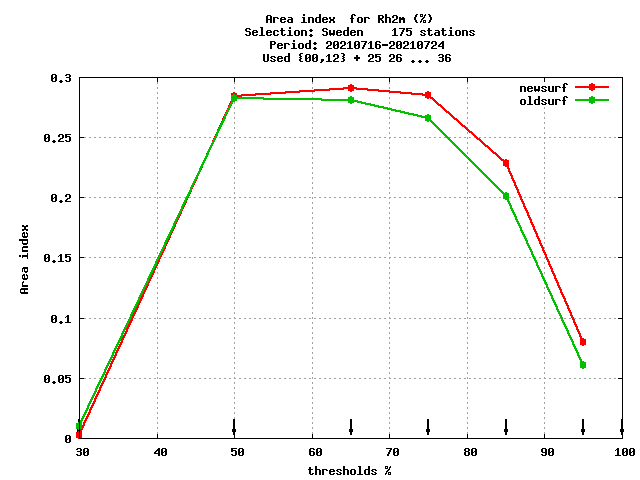 Area index  for Rh2m (%)
Selection: Sweden    175 stations
Period: 20210716-20210724
Used {00,12} + 25 26 ... 36
newsurf
oldsurf
0.3
0.25
0.2
0.15
0.1
0.05
0
Area index
30 40 50 60 70 80 90 100
thresholds %